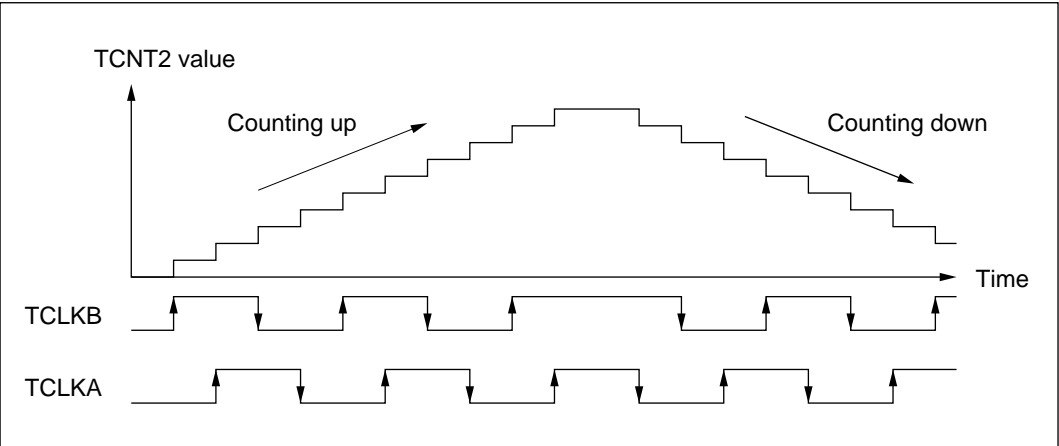 TCNT2 value
Counting up
Counting down
Time
TCLKB
TCLKA